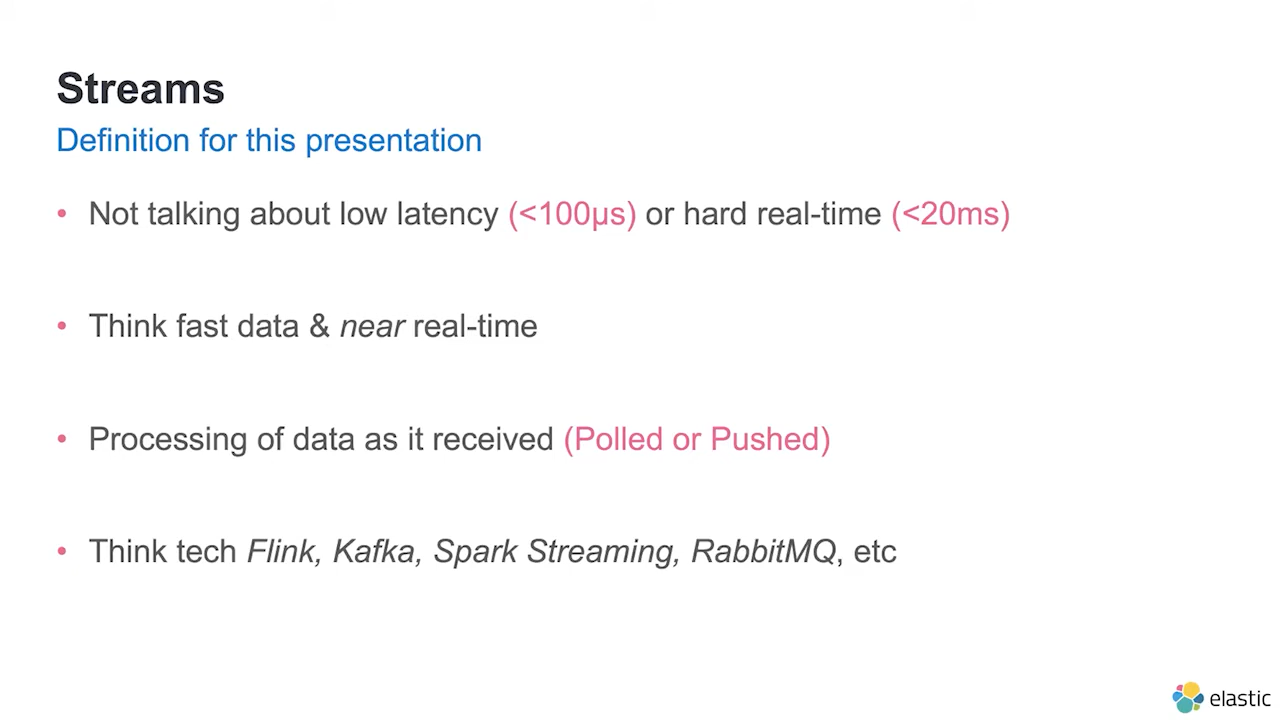 Streams
Definition for this presentation
• Not talking about low latency (<100μs) or hard real-time (<20ms)
• Think fast data & near real-time
• Processing of data as it received (Polled or Pushed)
• Think tech Flink, Kafka, Spark Streaming, RabbitMQ, etc
elastic